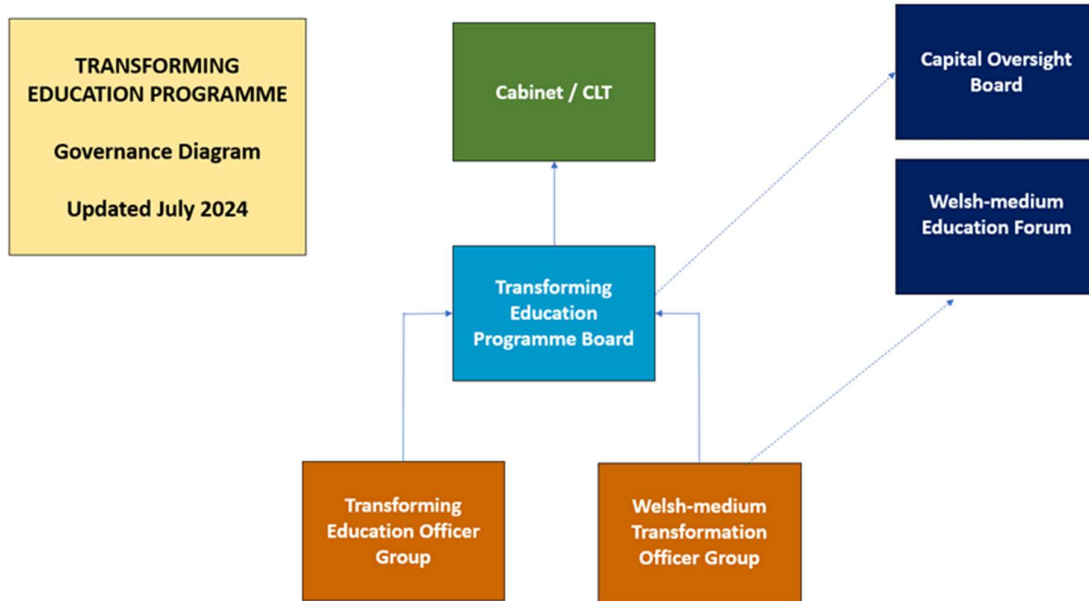 TRANSFORMING
EDUCATION PROGRAMME
Governance Diagram
Updated July 2024
Cabinet / CLT
Capital Oversight
Board
Welsh-medium
Education Forum
Transforming
Education
Programme Board
Transforming
Education Officer
Group
Welsh-medium
Transformation
Officer Group